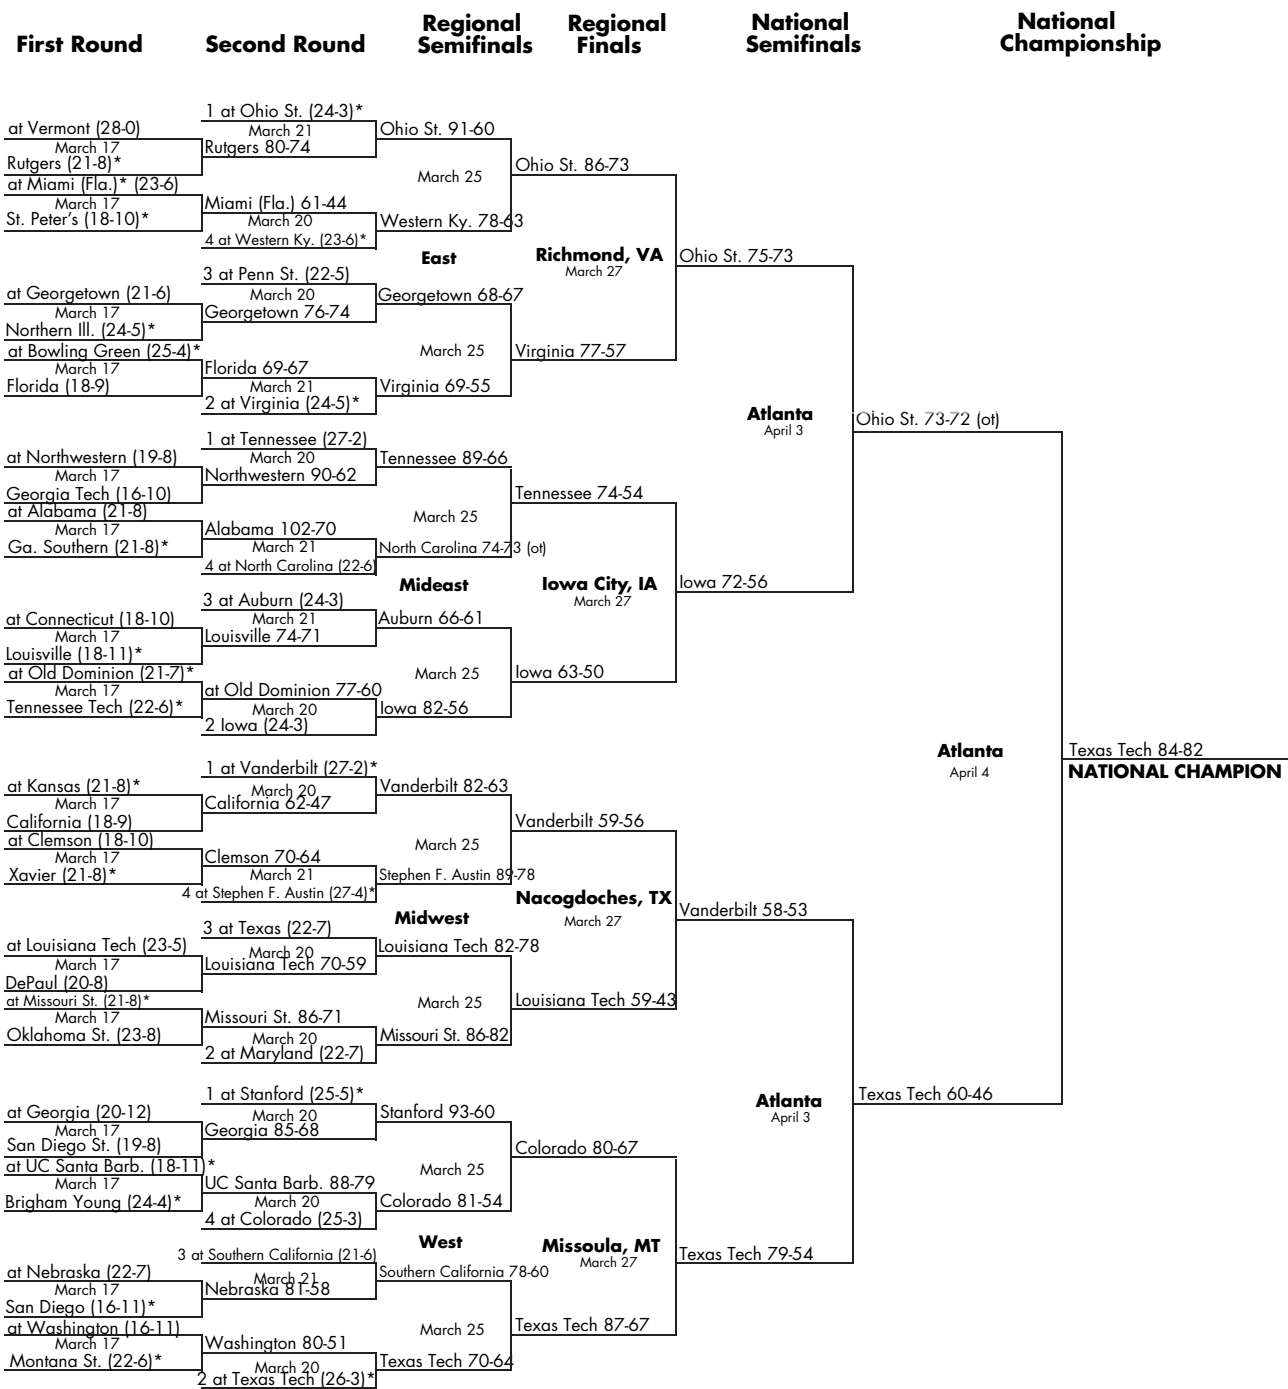 First Round
Second Round
Regional Semifinals
Regional Finals
National Semifinals
National Championship
1 at Ohio St. (24-3)*
at Vermont (28-0)
March 21
Ohio St. 91-60
March 17
Rutgers 80-74
Rutgers (21-8)*
Ohio St. 86-73
at Miami (Fla.)* (23-6)
March 25
March 17
Miami (Fla.) 61-44
St. Peter's (18-10)*
March 20
Western Ky. 78-63
4 at Western Ky. (23-6)*
East
Richmond, VA
March 27
Ohio St. 75-73
3 at Penn St. (22-5)
at Georgetown (21-6)
March 20
Georgetown 68-67
March 17
Georgetown 76-74
Northern Ill. (24-5)*
at Bowling Green (25-4)*
March 25
Virginia 77-57
March 17
Florida 69-67
Florida (18-9)
March 21
Virginia 69-55
2 at Virginia (24-5)*
Atlanta
April 3
Ohio St. 73-72 (ot)
1 at Tennessee (27-2)
at Northwestern (19-8)
March 20
Tennessee 89-66
March 17
Northwestern 90-62
Georgia Tech (16-10)
Tennessee 74-54
at Alabama (21-8)
March 25
March 17
Alabama 102-70
Ga. Southern (21-8)*
March 21
North Carolina 74-73 (ot)
4 at North Carolina (22-6)
Mideast
Iowa City, IA
March 27
Iowa 72-56
3 at Auburn (24-3)
at Connecticut (18-10)
March 21
Auburn 66-61
March 17
Louisville 74-71
Louisville (18-11)*
at Old Dominion (21-7)*
March 25
Iowa 63-50
March 17
at Old Dominion 77-60
Tennessee Tech (22-6)*
March 20
Iowa 82-56
2 Iowa (24-3)
Atlanta
April 4
Texas Tech 84-82
NATIONAL CHAMPION
1 at Vanderbilt (27-2)*
at Kansas (21-8)*
March 20
Vanderbilt 82-63
March 17
California 62-47
California (18-9)
Vanderbilt 59-56
at Clemson (18-10)
March 25
March 17
Clemson 70-64
Xavier (21-8)*
March 21
Stephen F. Austin 89-78
4 at Stephen F. Austin (27-4)*
Midwest
Nacogdoches, TX
March 27
Vanderbilt 58-53
3 at Texas (22-7)
at Louisiana Tech (23-5)
March 20
Louisiana Tech 82-78
March 17
Louisiana Tech 70-59
DePaul (20-8)
at Missouri St. (21-8)*
March 25
Louisiana Tech 59-43
March 17
Missouri St. 86-71
Oklahoma St. (23-8)
March 20
Missouri St. 86-82
2 at Maryland (22-7)
Atlanta
April 3
Texas Tech 60-46
1 at Stanford (25-5)*
at Georgia (20-12)
March 20
Stanford 93-60
March 17
Georgia 85-68
San Diego St. (19-8)
Colorado 80-67
at UC Santa Barb. (18-11)*
March 25
March 17
UC Santa Barb. 88-79
Brigham Young (24-4)*
March 20
Colorado 81-54
4 at Colorado (25-3)
West
Missoula, MT
March 27
Texas Tech 79-54
3 at Southern California (21-6)
at Nebraska (22-7)
March 21
Southern California 78-60
March 17
Nebraska 81-58
San Diego (16-11)*
at Washington (16-11)
March 25
Texas Tech 87-67
March 17
Washington 80-51
Montana St. (22-6)*
March 20
Texas Tech 70-64
2 at Texas Tech (26-3)*